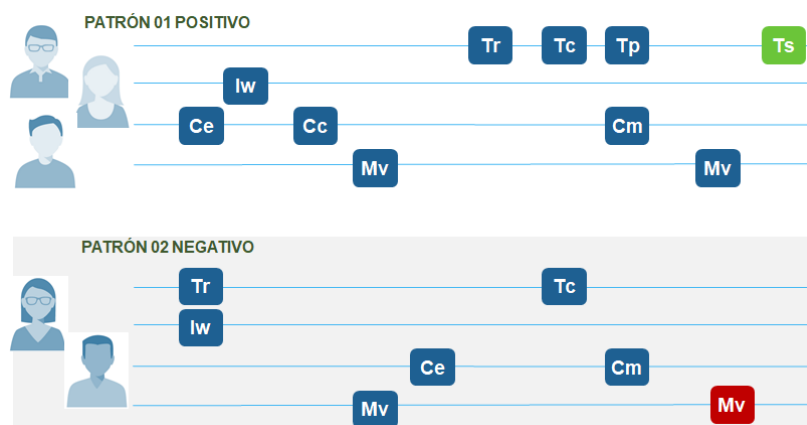 PATRÓN 01 POSITIVO
Tr Tc Tp Ts
Iw
Ce Cc Cm
Mv Mv
PATRÓN 02 NEGATIVO
Tr Tc
Iw
Ce Cm
Mv Mv